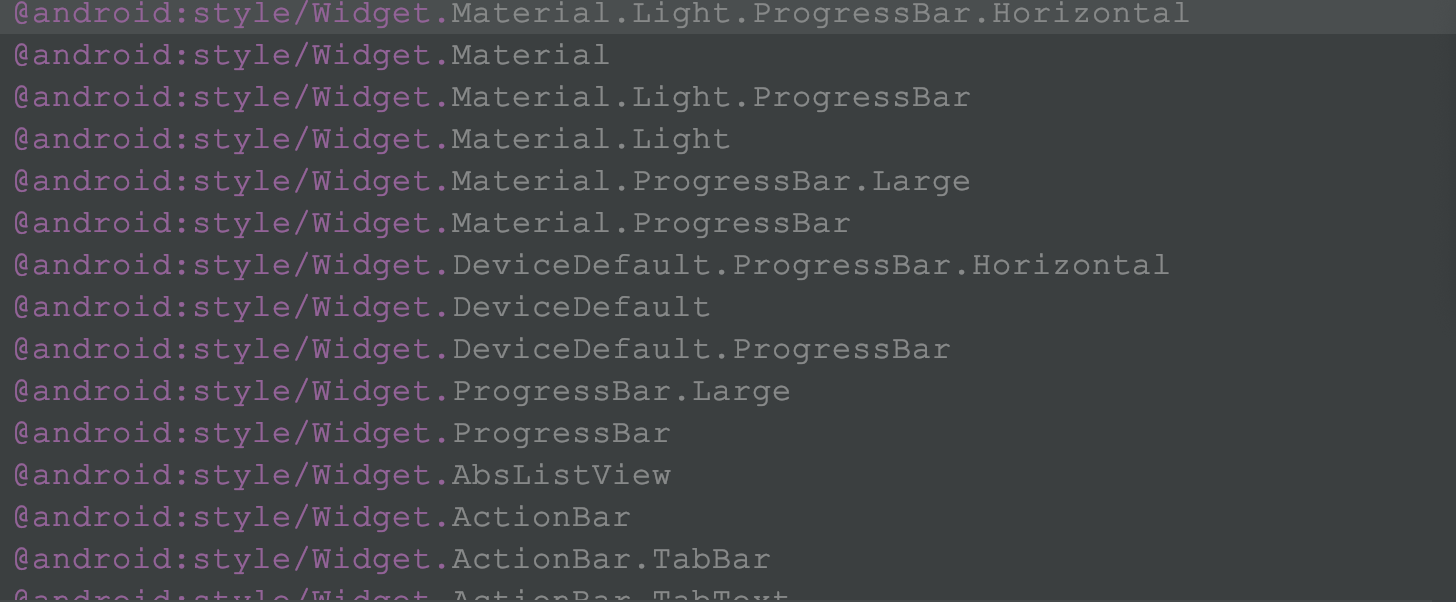 @android:style/Widget.Material.Light.ProgressBar.Horizontal
@android:style/Widget.Material
@android:style/Widget.Material.Light.ProgressBar
@android:style/Widget.Material.Light
@android:style/Widget.Material.ProgressBar.Large
@android:style/Widget.Material.ProgressBar
@android:style/Widget.DeviceDefault.ProgressBar.Horizontal
@android:style/Widget.DeviceDefault
@android:style/Widget.DeviceDefault.ProgressBar
@android:style/Widget.ProgressBar.Large
@android:style/Widget.ProgressBar
@android:style/Widget.AbsListView
@android:style/Widget.ActionBar
@android:style/Widget.ActionBar.TabBar
@android:style/Widget.ActionBar.TabText